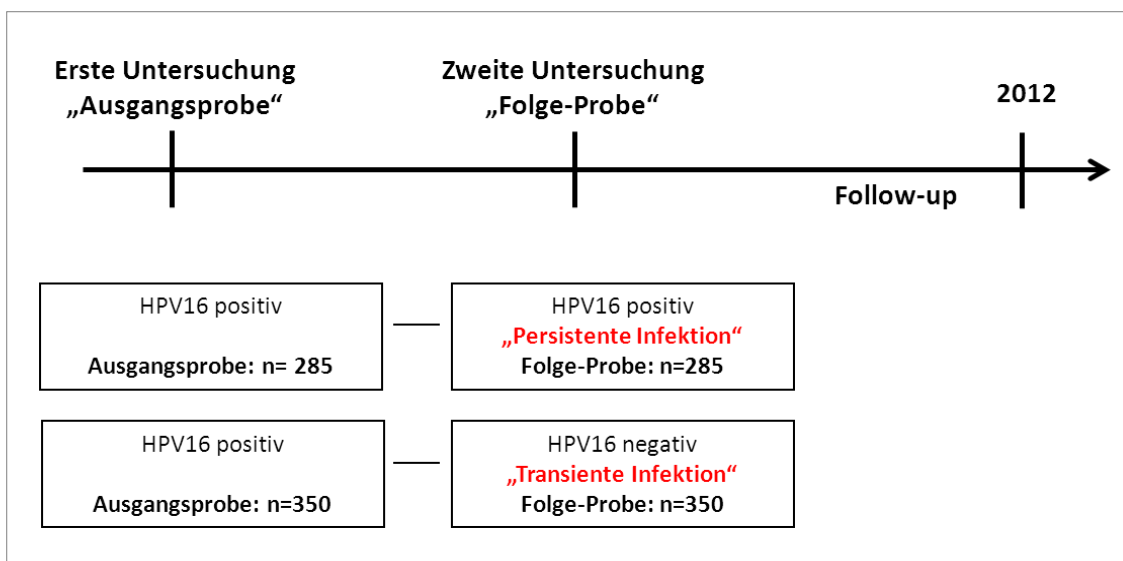 Erste Untersuchung
„Ausgangsprobe“
Zweite Untersuchung
„Folge-Probe“
2012
Follow-up
HPV16 positiv
Ausgangsprobe: n= 285
HPV16 positiv
„Persistente Infektion“
Folge-Probe: n=285
HPV16 positiv
Ausgangsprobe: n=350
HPV16 negativ
„Transiente Infektion“
Folge-Probe: n=350